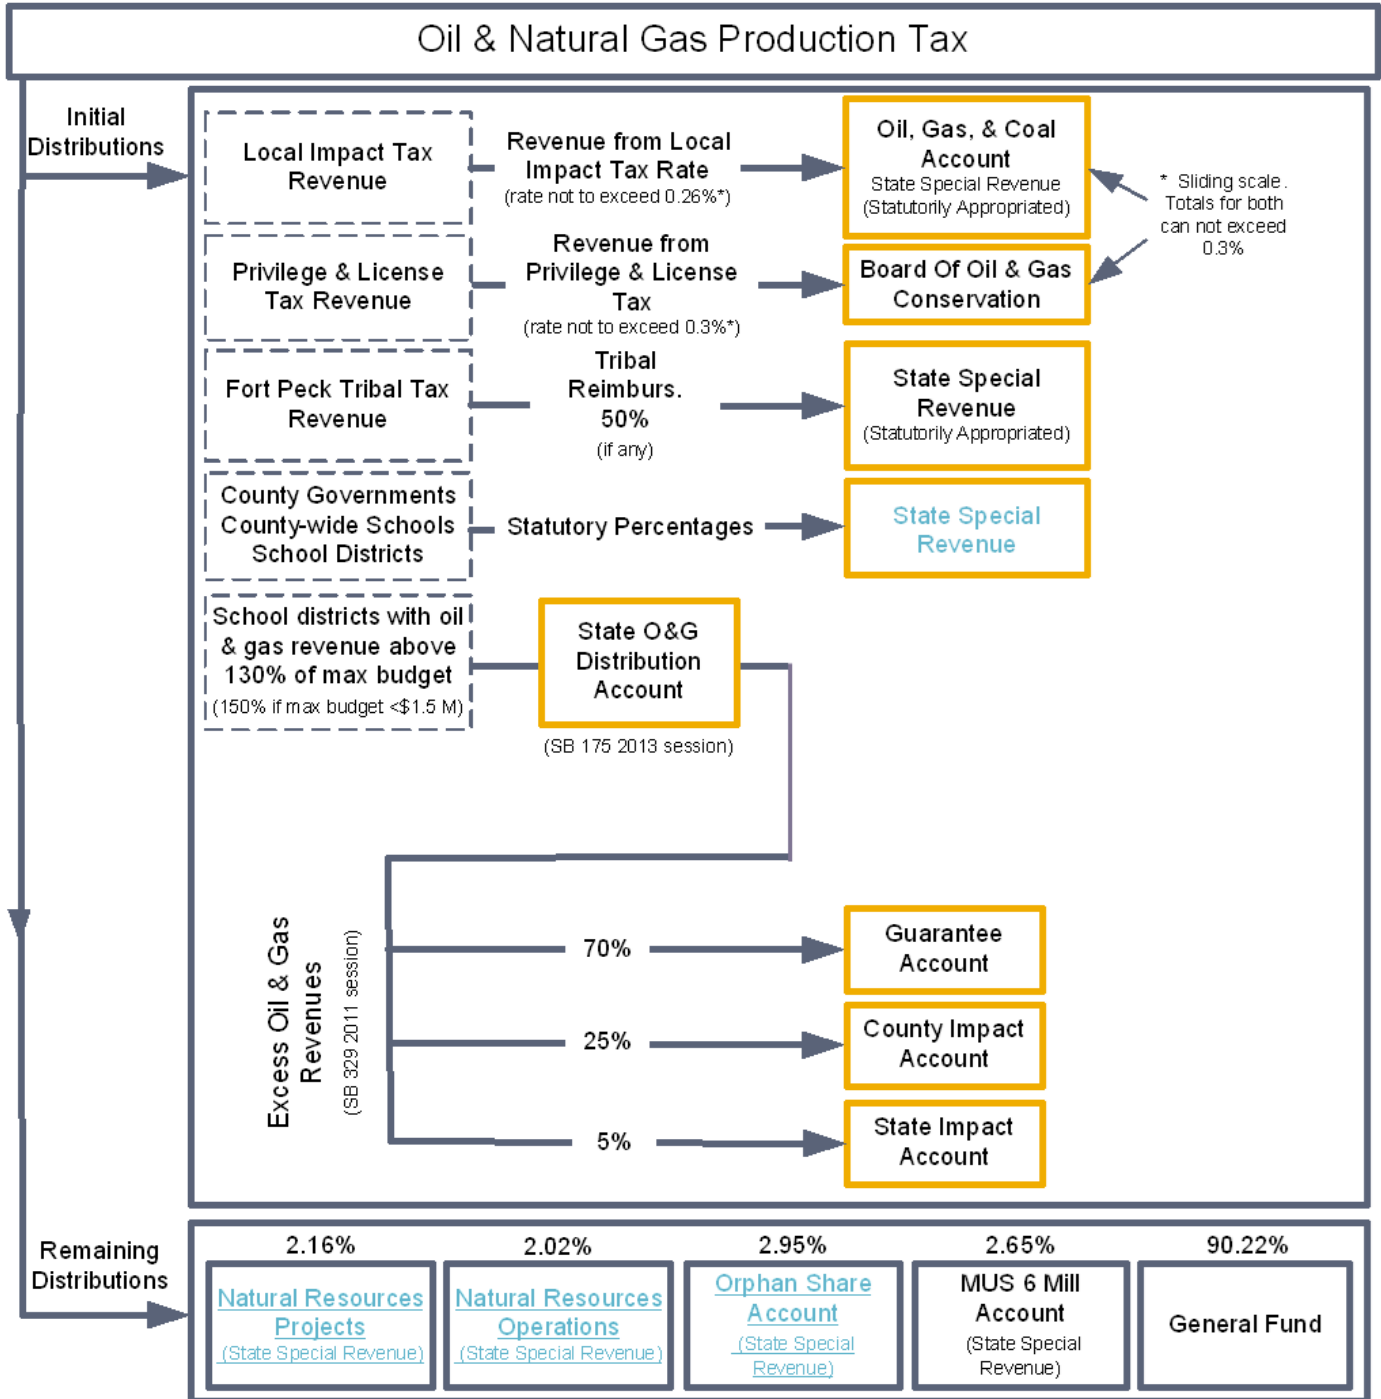 Oil & Natural Gas Production Tax
Initial
Distributions
Local Impact Tax
Revenue
Revenue from Local
Impact Tax Rate
(rate not to exceed 0.26%*)
Oil, Gas, & Coal
Account
State Special Revenue
(Statutorily Appropriated)
* Sliding scale.
Totals for both
can not exceed
0.3%
Privilege & License
Tax Revenue
Revenue from
Privilege & License
Tax
(rate not to exceed 0.3%*)
Board Of Oil & Gas
Conservation
Fort Peck Tribal Tax
Revenue
Tribal
Reimburs.
50%
(if any)
State Special
Revenue
(Statutorily Appropriated)
County Governments
County-wide Schools
School Districts
Statutory Percentages
State Special
Revenue
School districts with oil
& gas revenue above
130% of max budget
(150% if max budget <$1.5 M)
State O&G
Distribution
Account
(SB 175 2013 session)
Excess Oil & Gas
Revenues
(SB 329 2011 session)
70%
Guarantee
Account
25%
County Impact
Account
5%
State Impact
Account
Remaining
Distributions
2.16%
Natural Resources
Projects
(State Special Revenue)
2.02%
Natural Resources
Operations
(State Special Revenue)
2.95%
Orphan Share
Account
(State Special
Revenue)
2.65%
MUS 6 Mill
Account
(State Special
Revenue)
90.22%
General Fund